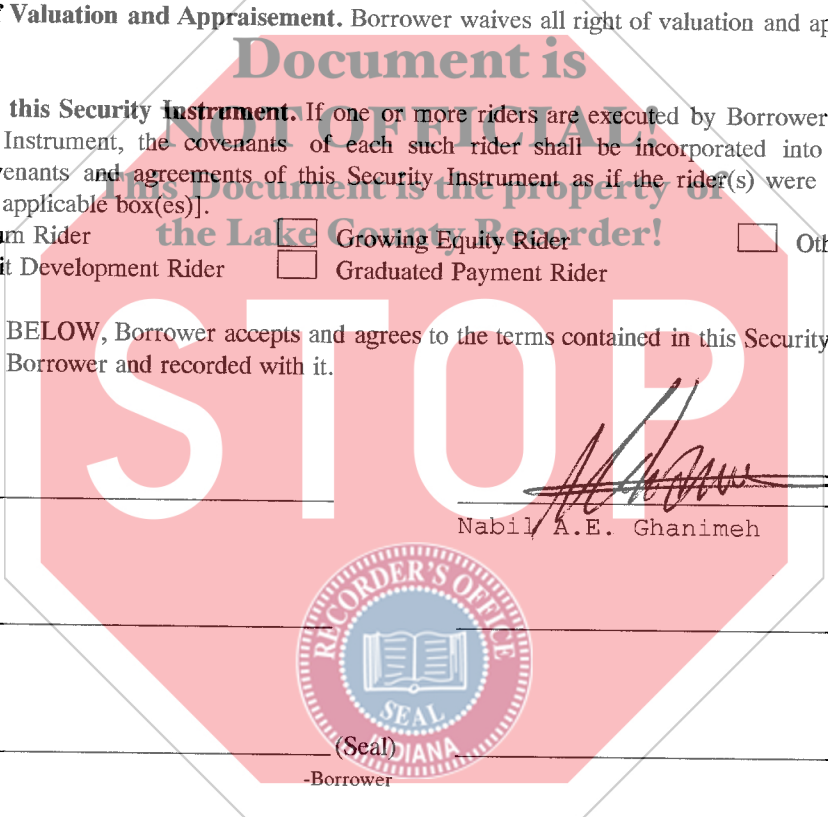 Valuation and Appraisement. Borrower waives all right of valuation and ap
Document is
this Security Instrument. If one or more riders are executed by Borrower
NOT OFFICIAL!
Instrument, the covenants of each such rider shall be incorporated into
enants and agreements of this Security Instrument as if the rider(s) were
This Document is the property of
applicable box(es)].
the Lake County Recorder!
um Rider Growing Equity Rider Oth
it Development Rider Graduated Payment Rider
BELOW, Borrower accepts and agrees to the terms contained in this Security
Borrower and recorded with it.
STOP
Nabil A.E. Ghanimeh
RECORDER'S OFFICE
SEAL
INDIANA
(Seal)
-Borrower